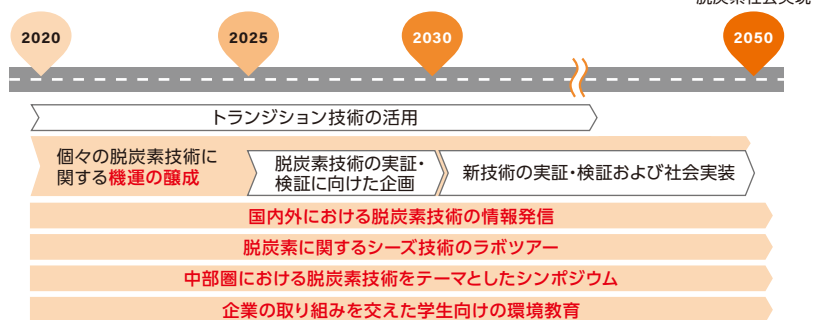 脱炭素社会実現
2020
2025
2030
2050
トランジション技術の活用
個々の脱炭素技術に
関する機運の醸成
脱炭素技術の実証・
検証に向けた企画
新技術の実証・検証および社会実装
国内外における脱炭素技術の情報発信
脱炭素に関するシーズ技術のラボツアー
中部圏における脱炭素技術をテーマとしたシンポジウム
企業の取り組みを交えた学生向けの環境教育